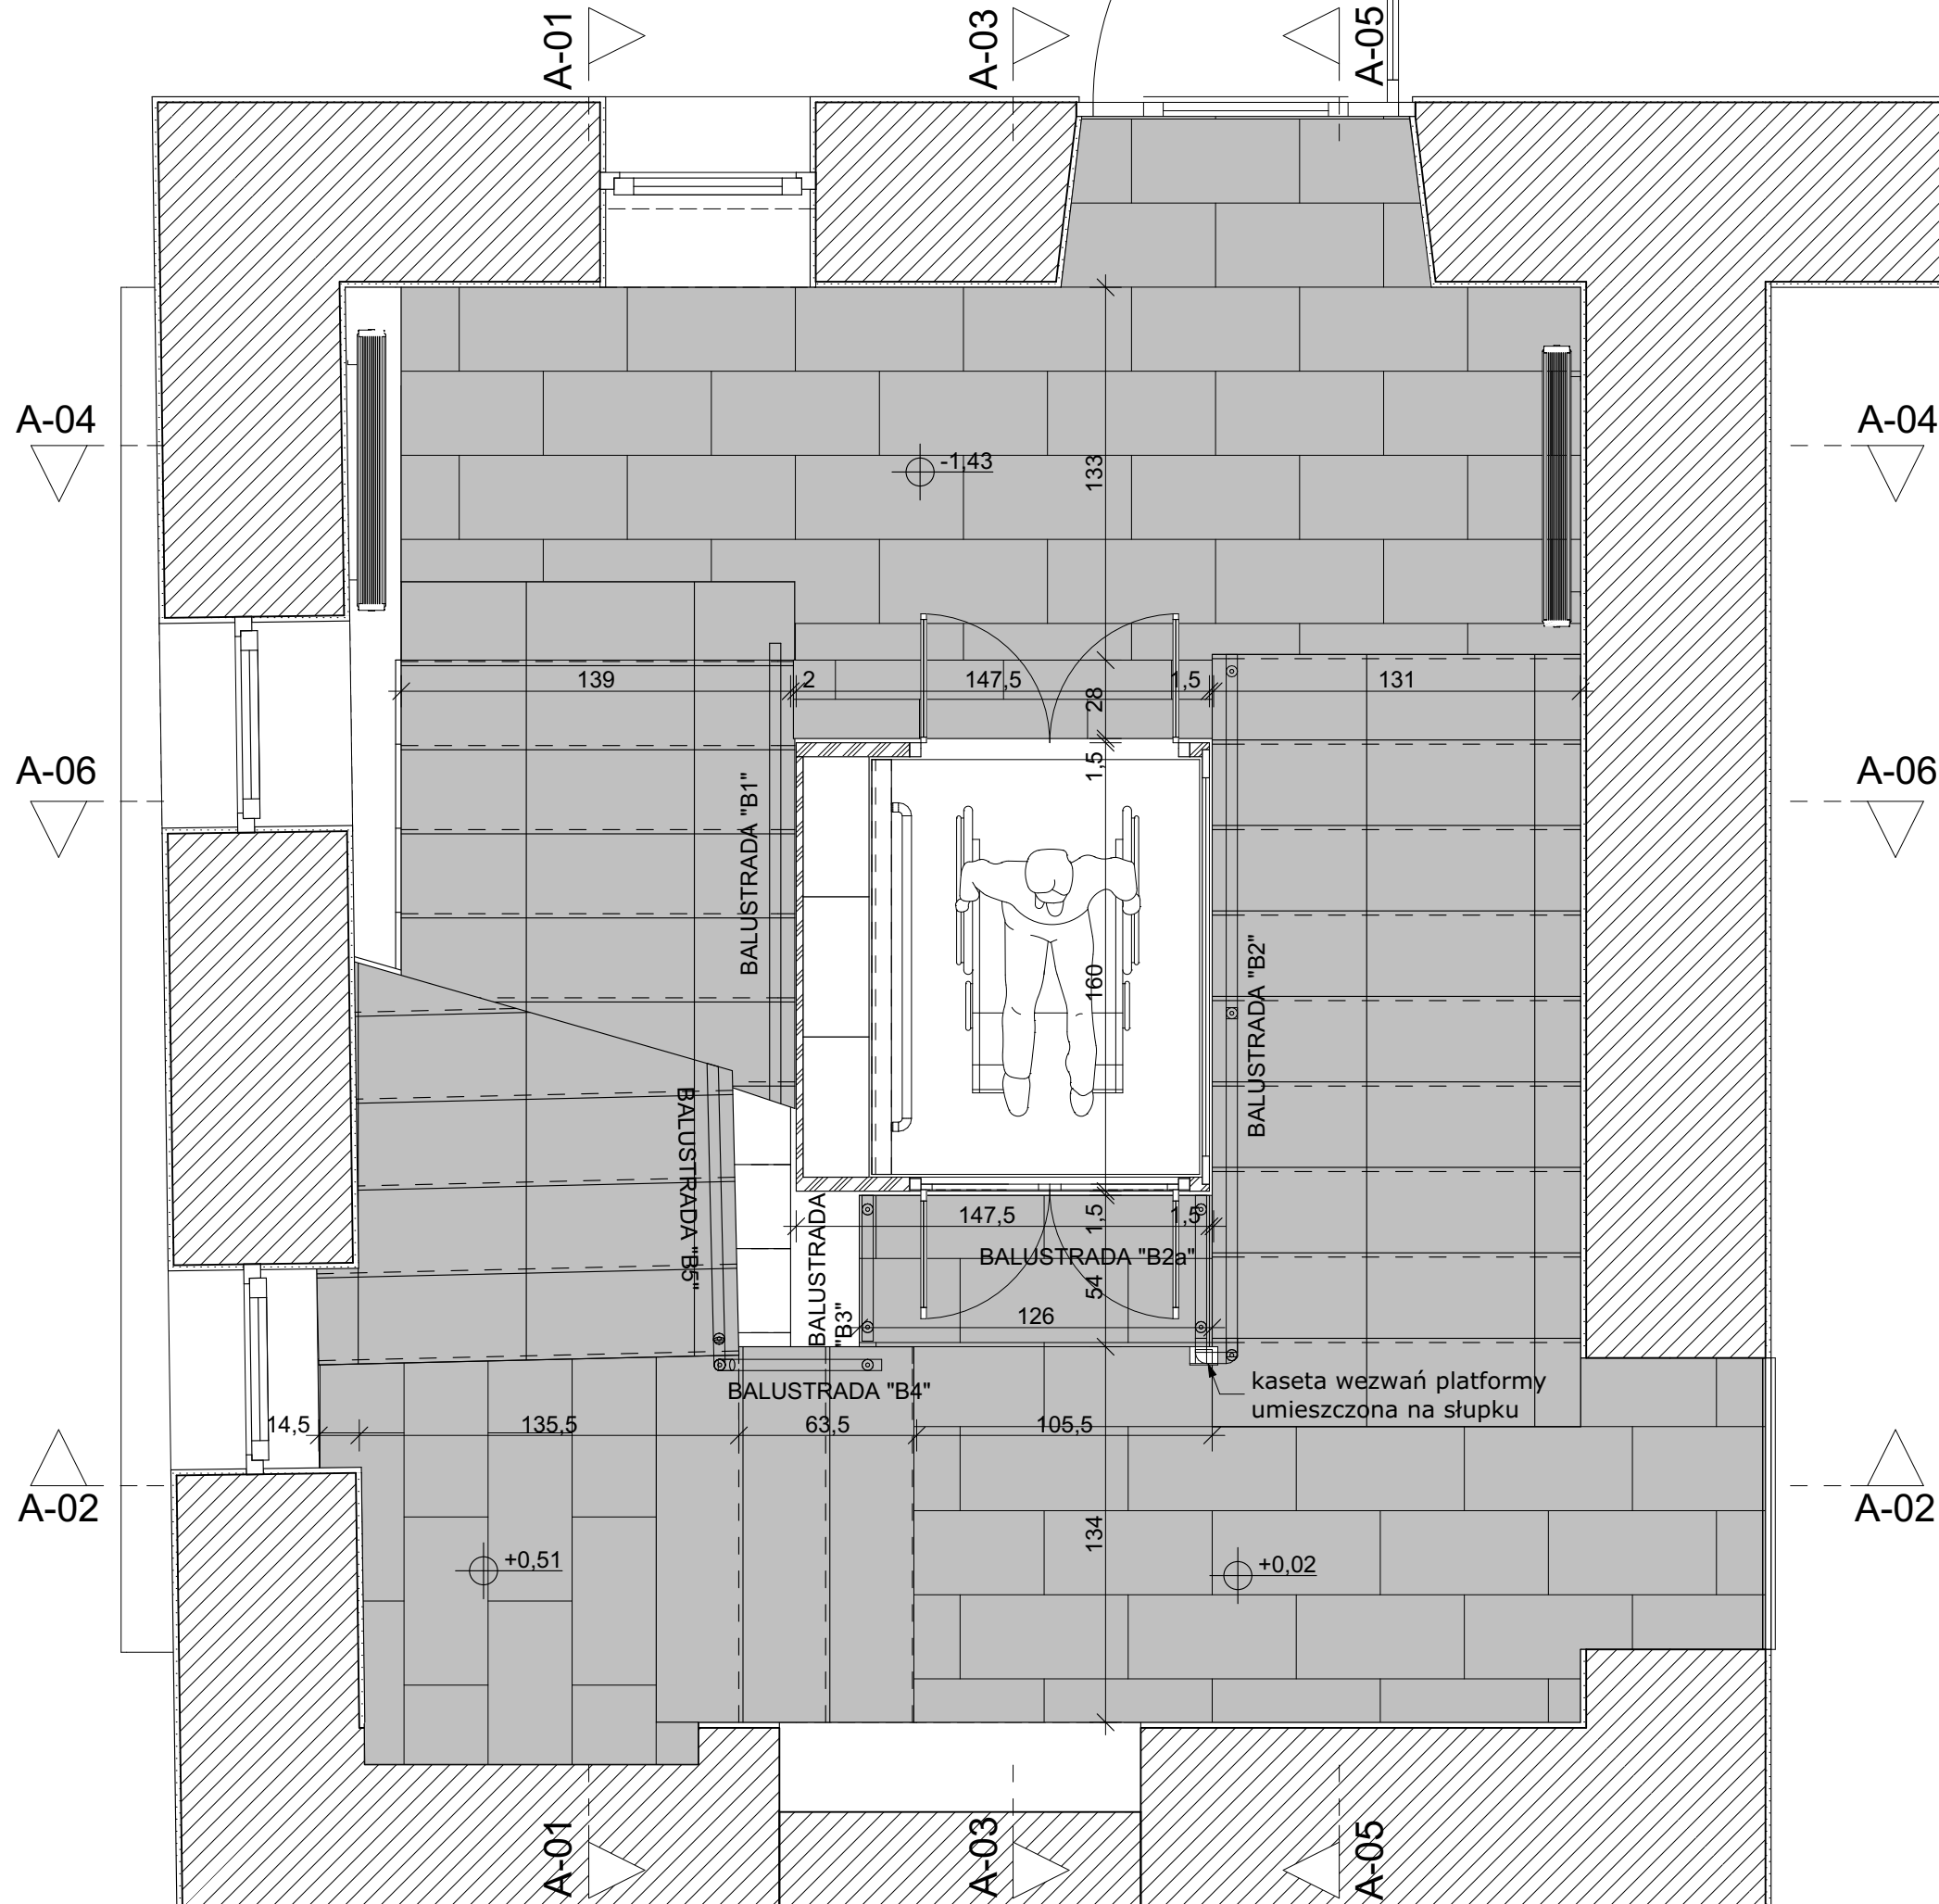 A-01
A-03
A-05
A-04
A-04
-1,43
133
139
2
147,5
1,5
131
28
A-06
A-06
1,5
BALUSTRADA "B1"
160
BALUSTRADA "B2"
BALUSTRADA "B5"
BALUSTRADA
"B3"
147,5
1,5
1,5
BALUSTRADA "B2a"
54
126
BALUSTRADA "B4"
kaseta wezwań platformy
umieszczona na słupku
14,5
135,5
63,5
105,5
A-02
A-02
134
+0,51
+0,02
A-01
A-03
A-05